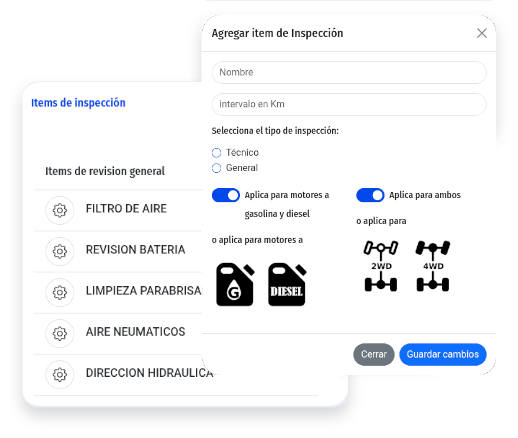 Agregar item de Inspección
Nombre
intervalo en Km
Selecciona el tipo de inspección:
Técnico
General
Aplica para motores a
gasolina y diesel
Aplica para ambos
o aplica para motores a
o aplica para
G
DIESEL
2WD
4WD
Cerrar
Guardar cambios
Items de inspección
Items de revision general
FILTRO DE AIRE
REVISION BATERIA
LIMPIEZA PARABRISA
AIRE NEUMATICOS
DIRECCION HIDRAULICA